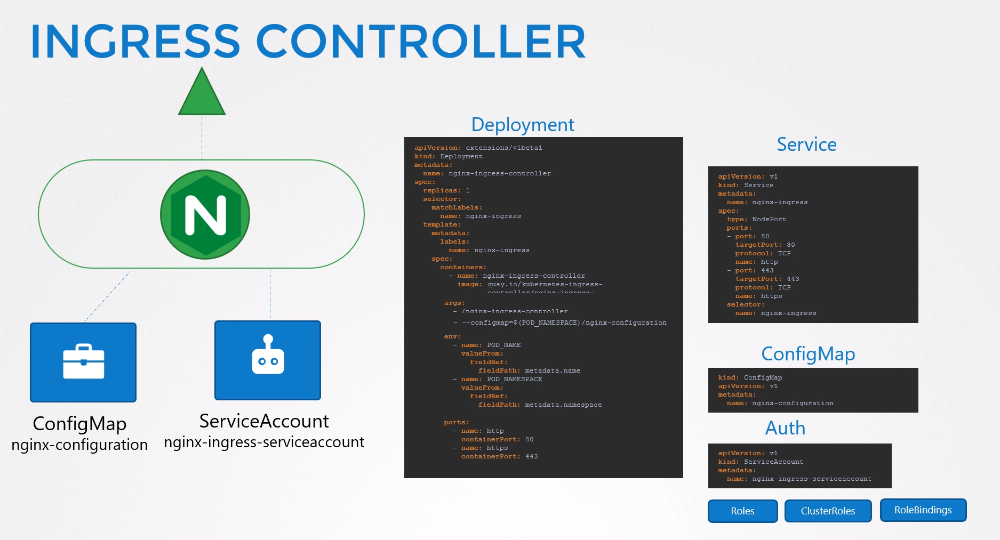 INGRESS CONTROLLER
N
ConfigMap
nginx-configuration
ServiceAccount
nginx-ingress-serviceaccount
Deployment
apiVersion: extensions/v1beta1
kind: Deployment
metadata:
  name: nginx-ingress-controller
spec:
  replicas: 1
  selector:
    matchLabels:
      name: nginx-ingress
  template:
    metadata:
      labels:
        name: nginx-ingress
    spec:
      containers:
        - name: nginx-ingress-controller
          image: quay.io/kubernetes-ingress-
controller/nginx-ingress-
args:
  - /nginx-ingress-controller
  - --configmap=$(POD_NAMESPACE)/nginx-configuration
env:
  - name: POD_NAME
    valueFrom:
      fieldRef:
        fieldPath: metadata.name
  - name: POD_NAMESPACE
    valueFrom:
      fieldRef:
        fieldPath: metadata.namespace
ports:
  - name: http
    containerPort: 80
  - name: https
    containerPort: 443
Service
apiVersion: v1
kind: Service
metadata:
  name: nginx-ingress
spec:
  type: NodePort
  ports:
  - port: 80
    targetPort: 80
    protocol: TCP
    name: http
  - port: 443
    targetPort: 443
    protocol: TCP
    name: https
  selector:
    name: nginx-ingress
ConfigMap
kind: ConfigMap
apiVersion: v1
metadata:
  name: nginx-configuration
Auth
apiVersion: v1
kind: ServiceAccount
metadata:
  name: nginx-ingress-serviceaccount
Roles
ClusterRoles
RoleBindings